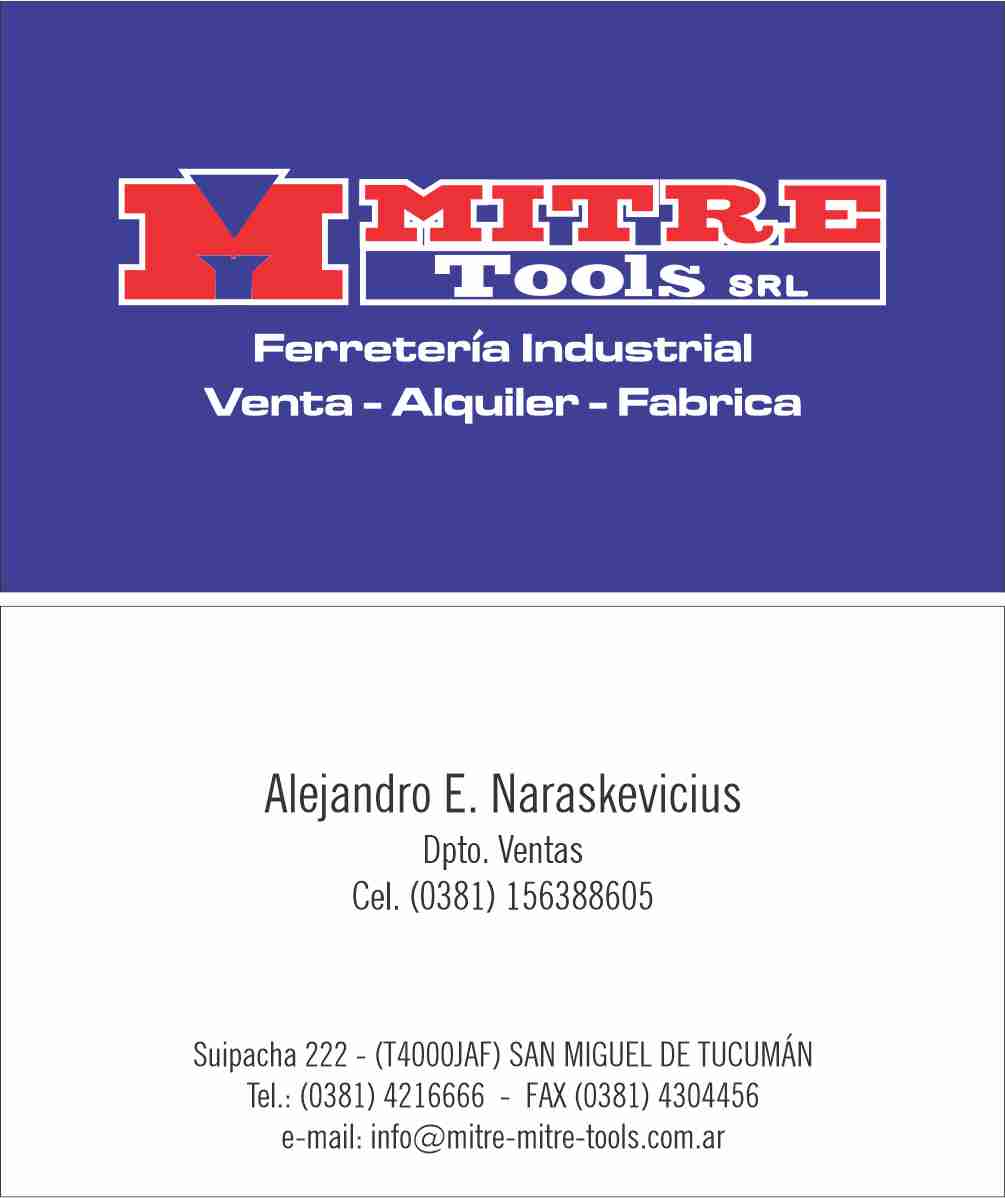 M MITRE
Tools SRL
Ferretería Industrial
Venta - Alquiler - Fabrica
Alejandro E. Naraskevicius
Dpto. Ventas
Cel. (0381) 156388605
Suipacha 222 - (T4000JAF) SAN MIGUEL DE TUCUMÁN
Tel.: (0381) 4216666 - FAX (0381) 4304456
e-mail: info@mitre-mitre-tools.com.ar